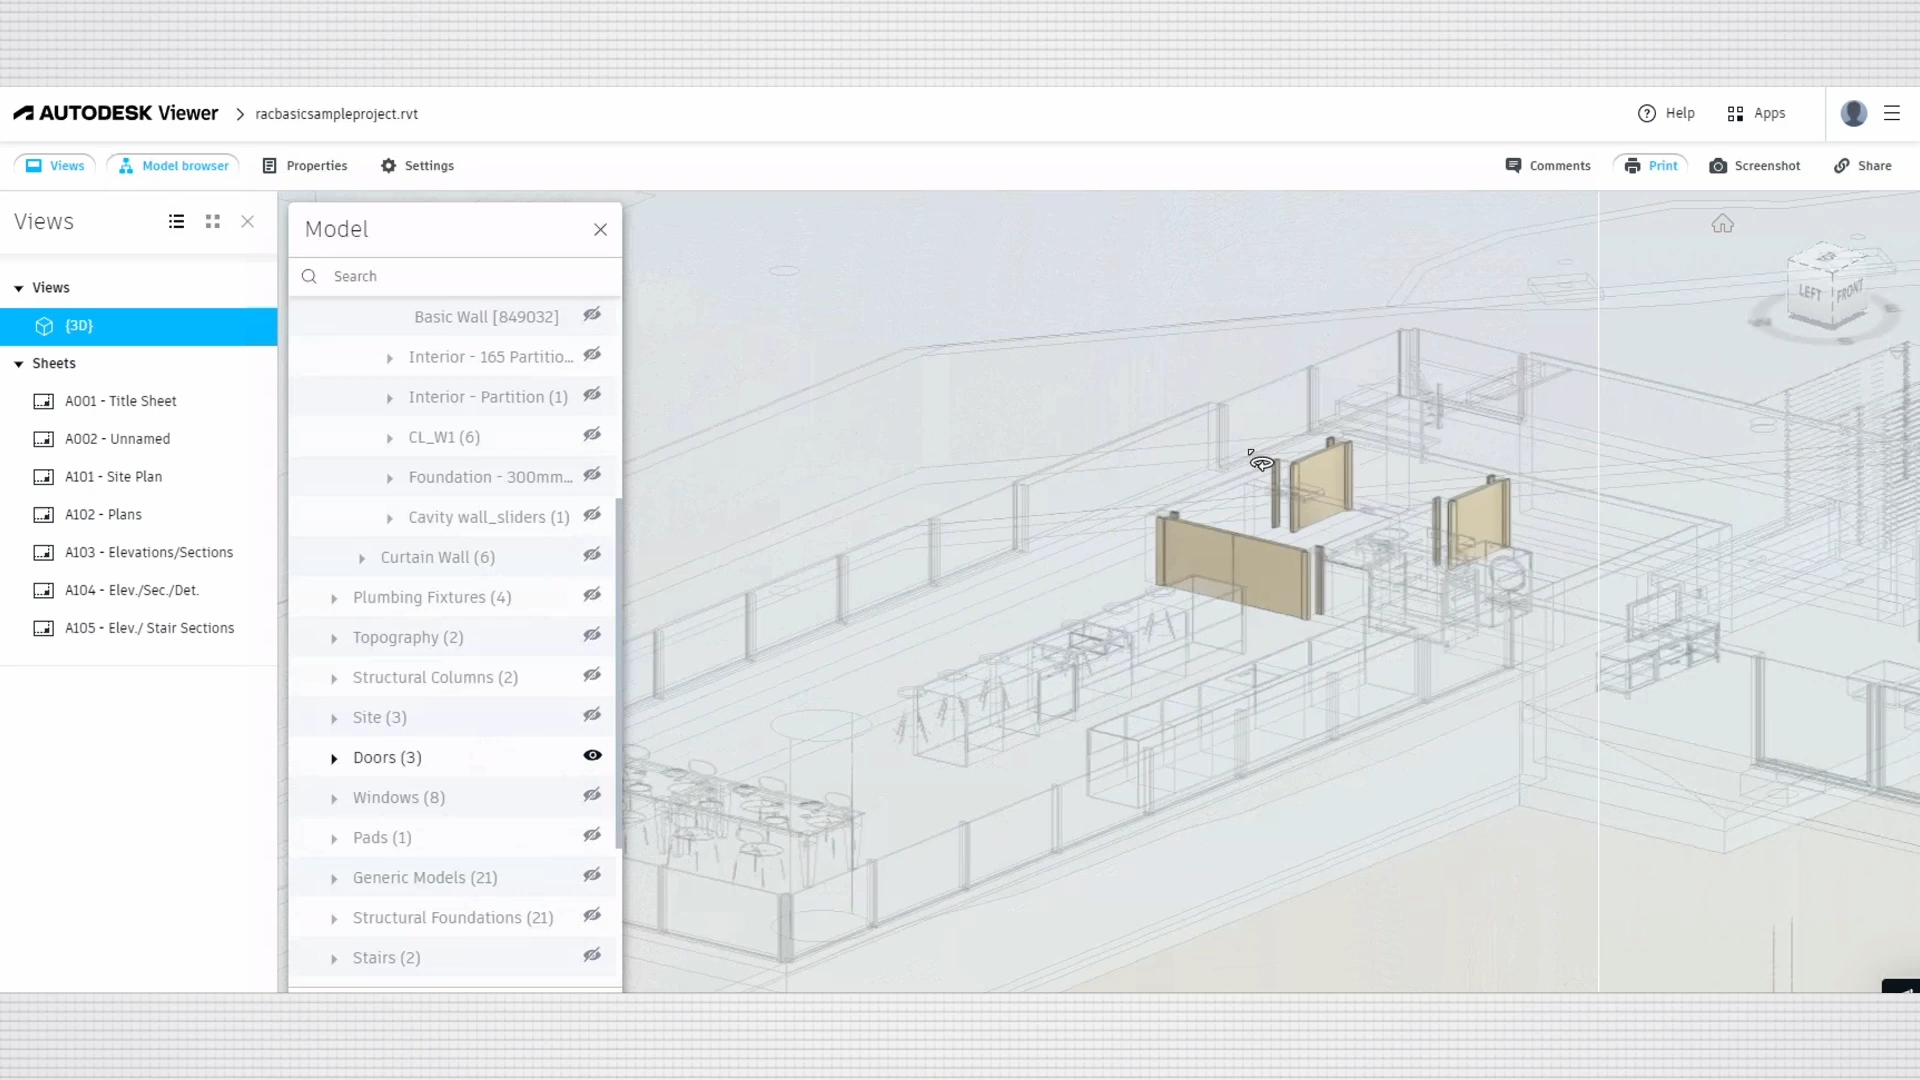 AUTODESK Viewer > racbasicsampleproject.rvt
Help
Apps
Views
Model browser
Properties
Settings
Comments
Print
Screenshot
Share
Views
Views
{3D}
Sheets
A001 - Title Sheet
A002 - Unnamed
A101 - Site Plan
A102 - Plans
A103 - Elevations/Sections
A104 - Elev./Sec./Det.
A105 - Elev./ Stair Sections
Model
Search
Basic Wall [849032]
Interior - 165 Partitio...
Interior - Partition (1)
CL_W1 (6)
Foundation - 300mm...
Cavity wall_sliders (1)
Curtain Wall (6)
Plumbing Fixtures (4)
Topography (2)
Structural Columns (2)
Site (3)
Doors (3)
Windows (8)
Pads (1)
Generic Models (21)
Structural Foundations (21)
Stairs (2)
LEFT
FRONT